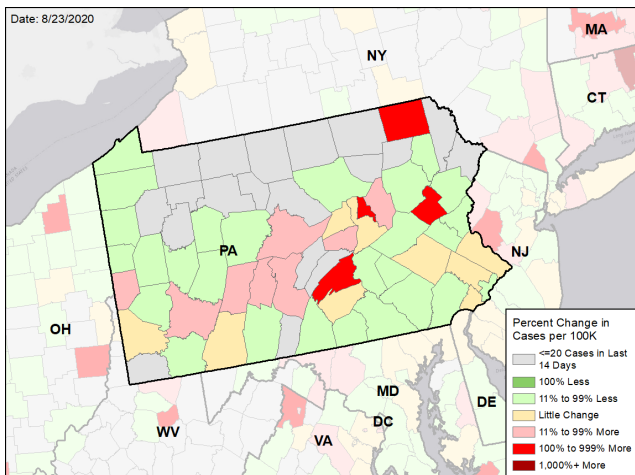 Date: 8/23/2020
MA
NY
CT
PA
NJ
OH
MD
DE
WV
DC
VA
Percent Change in
Cases per 100K
<=20 Cases in Last
14 Days
100% Less
11% to 99% Less
Little Change
11% to 99% More
100% to 999% More
1,000%+ More